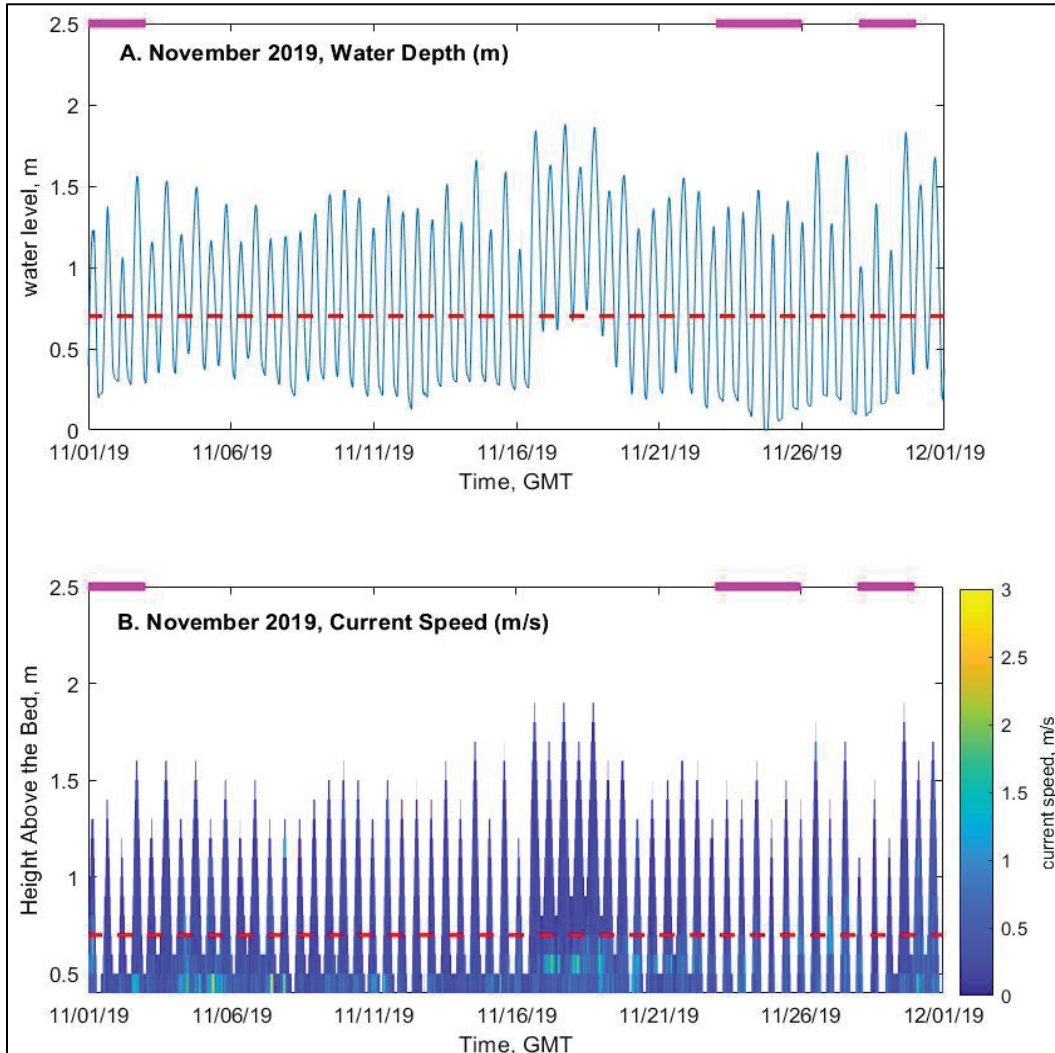 2.5
A. November 2019, Water Depth (m)
2
1.5
1
0.5
0
water level, m
11/01/19 11/06/19 11/11/19 11/16/19 11/21/19 11/26/19 12/01/19
Time, GMT
2.5
B. November 2019, Current Speed (m/s)
2
1.5
1
0.5
Height Above the Bed, m
11/01/19 11/06/19 11/11/19 11/16/19 11/21/19 11/26/19 12/01/19
Time, GMT
3
2.5
2
1.5
1
0.5
0
current speed, m/s